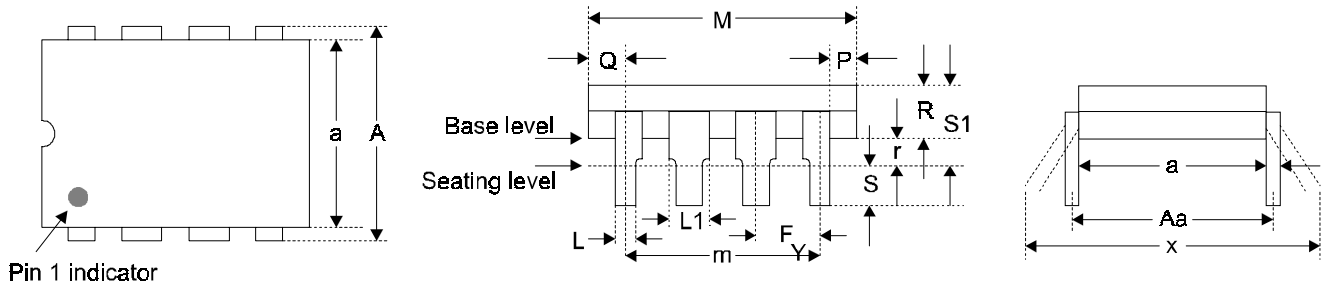 a
A
Pin 1 indicator
M
Q
P
Base level
Seating level
R
S1
r
S
L1
L
F
Y
m
a
Aa
x